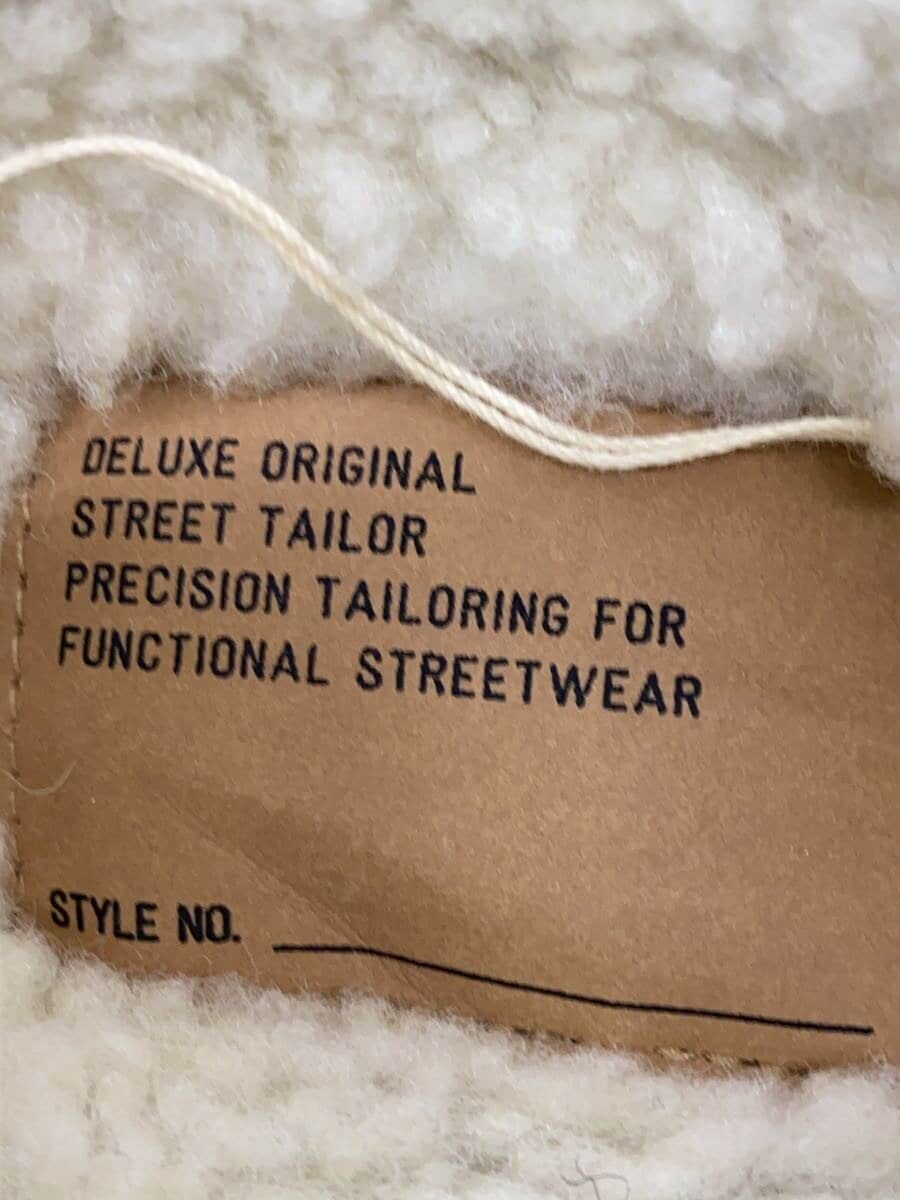 DELUXE ORIGINAL
STREET TAILOR
PRECISION TAILORING FOR
FUNCTIONAL STREETWEAR
STYLE NO.